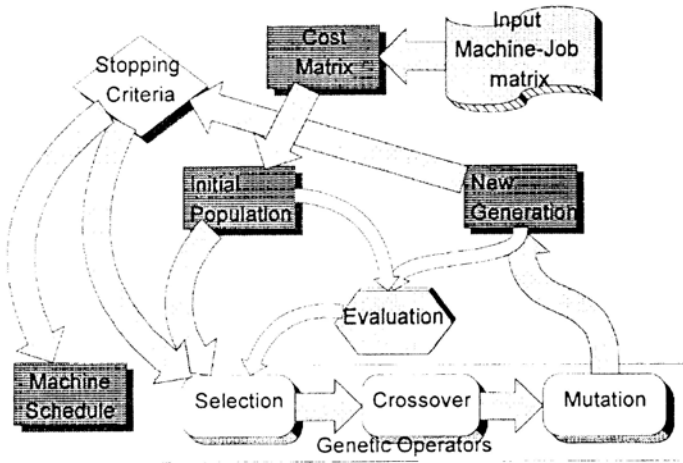 Input
Machine-Job
matrix
Cost
Matrix
Stopping
Criteria
Initial
Population
New
Generation
Evaluation
Machine
Schedule
Selection
Crossover
Mutation
Genetic Operators